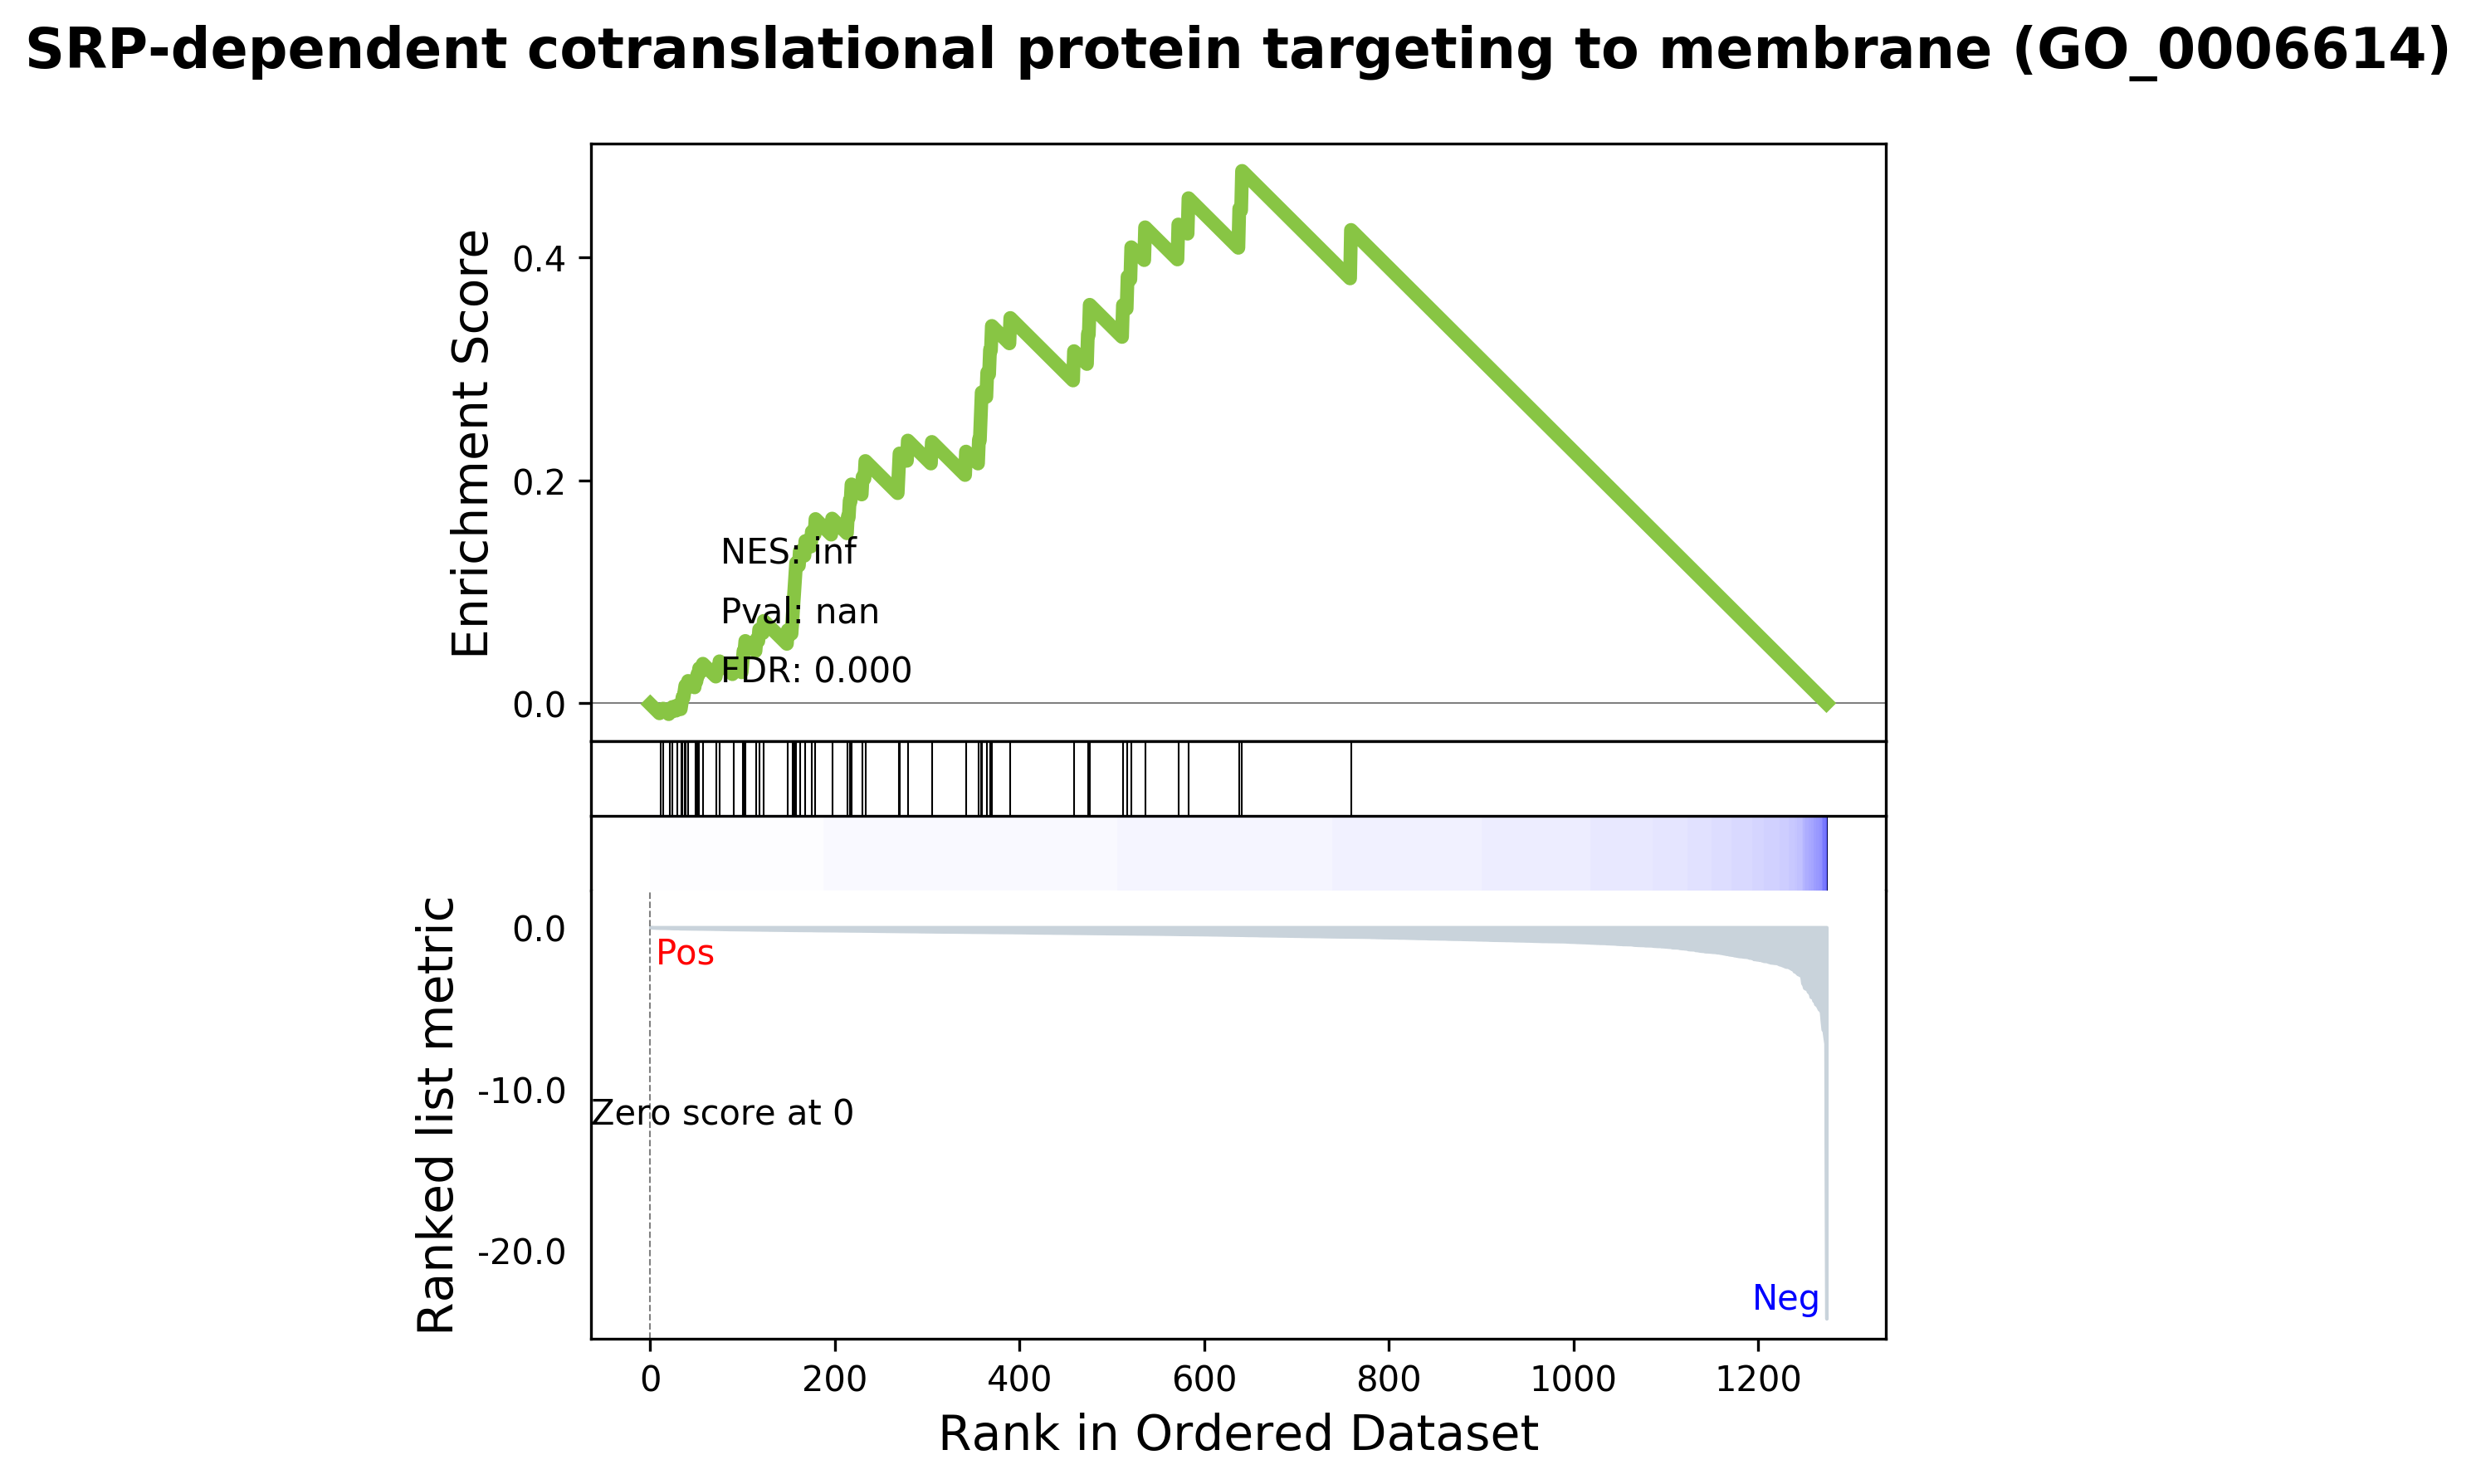 SRP-dependent cotranslational protein targeting to membrane (GO_0006614)
Enrichment Score
0.4
0.2
0.0
NES: inf
Pval: nan
FDR: 0.000
Ranked list metric
0.0
-10.0
-20.0
Pos
Zero score at 0
Neg
0 200 400 600 800 1000 1200
Rank in Ordered Dataset